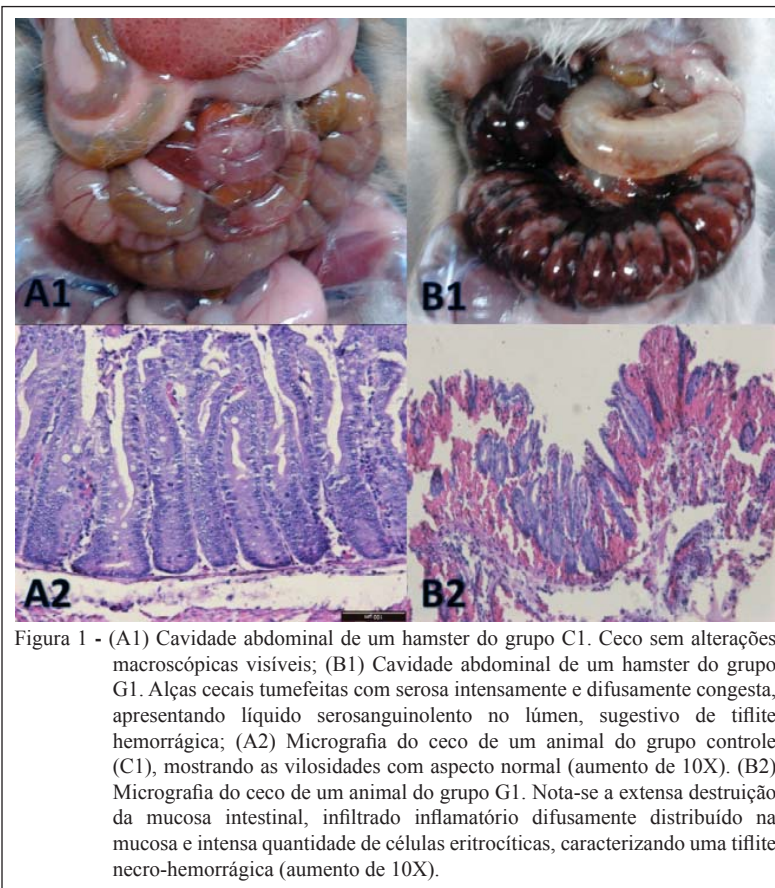 A1
B1
A2
100 µm
B2
Figura 1 - (A1) Cavidade abdominal de um hamster do grupo C1. Ceco sem alterações
macroscópicas visíveis; (B1) Cavidade abdominal de um hamster do grupo
G1. Alças cecais tumefeitas com serosa intensamente e difusamente congesta,
apresentando líquido serosanguinolento no lúmen, sugestivo de tiflite
hemorrágica; (A2) Micrografia do ceco de um animal do grupo controle
(C1), mostrando as vilosidades com aspecto normal (aumento de 10X). (B2)
Micrografia do ceco de um animal do grupo G1. Nota-se a extensa destruição
da mucosa intestinal, infiltrado inflamatório difusamente distribuído na
mucosa e intensa quantidade de células eritrocíticas, caracterizando uma tiflite
necro-hemorrágica (aumento de 10X).